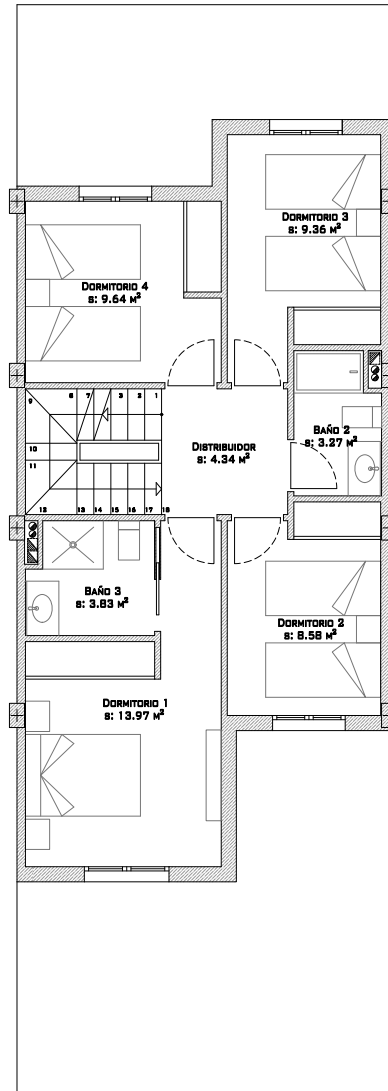 Dormitorio 3
s: 9.36 m²
Dormitorio 4
s: 9.64 m²
9
8
7
3
2
1
10
11
12
13
14
15
16
17
18
Distribuidor
s: 4.34 m²
Baño 2
s: 3.27 m²
Baño 3
s: 3.83 m²
Dormitorio 2
s: 8.58 m²
Dormitorio 1
s: 13.97 m²